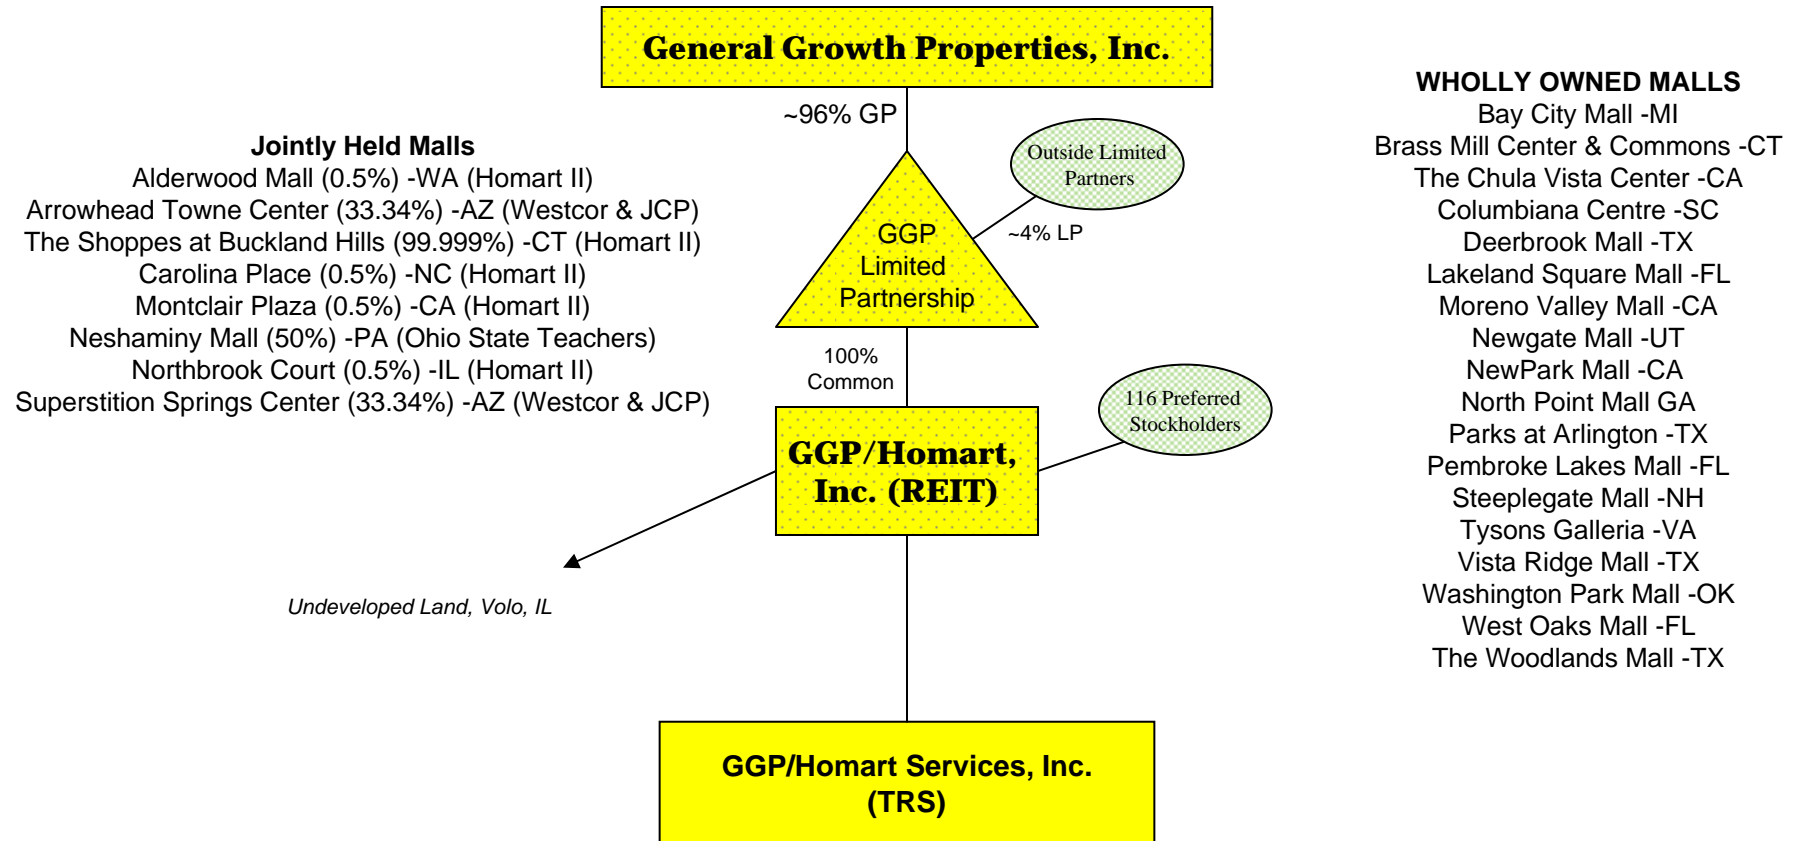 General Growth Properties, Inc.
~96% GP
Outside Limited
Partners
~4% LP
GGP
Limited
Partnership
100%
Common
116 Preferred
Stockholders
GGP/Homart,
Inc. (REIT)
Undeveloped Land, Volo, IL
GGP/Homart Services, Inc.
(TRS)
Jointly Held Malls
Alderwood Mall (0.5%) -WA (Homart II)
Arrowhead Towne Center (33.34%) -AZ (Westcor & JCP)
The Shoppes at Buckland Hills (99.999%) -CT (Homart II)
Carolina Place (0.5%) -NC (Homart II)
Montclair Plaza (0.5%) -CA (Homart II)
Neshaminy Mall (50%) -PA (Ohio State Teachers)
Northbrook Court (0.5%) -IL (Homart II)
Superstition Springs Center (33.34%) -AZ (Westcor & JCP)
WHOLLY OWNED MALLS
Bay City Mall -MI
Brass Mill Center & Commons -CT
The Chula Vista Center -CA
Columbiana Centre -SC
Deerbrook Mall -TX
Lakeland Square Mall -FL
Moreno Valley Mall -CA
Newgate Mall -UT
NewPark Mall -CA
North Point Mall GA
Parks at Arlington -TX
Pembroke Lakes Mall -FL
Steeplegate Mall -NH
Tysons Galleria -VA
Vista Ridge Mall -TX
Washington Park Mall -OK
West Oaks Mall -FL
The Woodlands Mall -TX